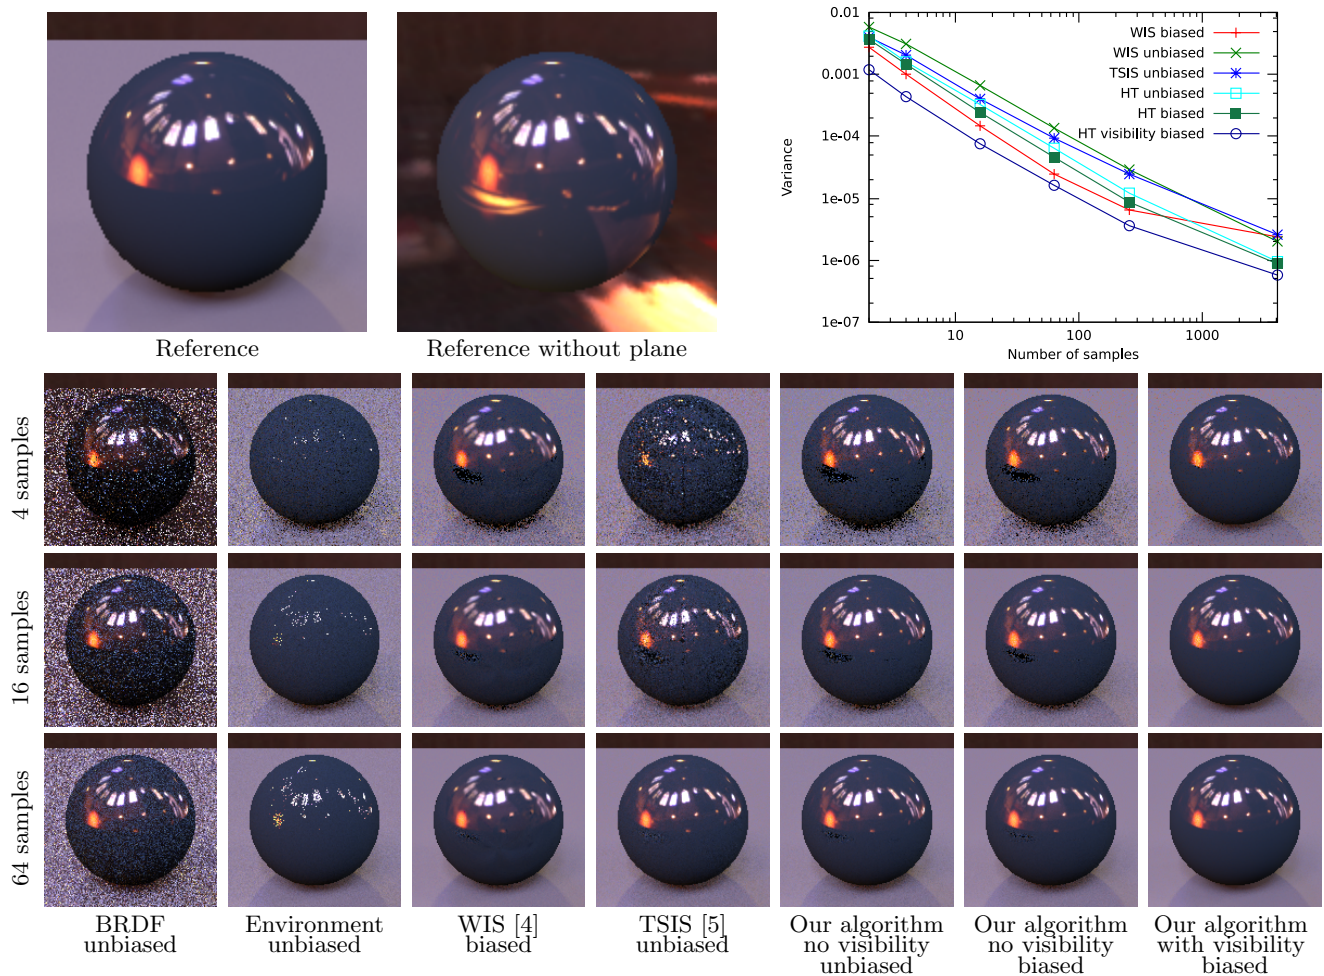 Reference
Reference without plane
0.01
0.001
1e-04
1e-05
1e-06
1e-07
Variance
10
100
1000
Number of samples
WIS biased
WIS unbiased
TSIS unbiased
HT unbiased
HT biased
HT visibility biased
4 samples
16 samples
64 samples
BRDF
unbiased
Environment
unbiased
WIS [4]
biased
TSIS [5]
unbiased
Our algorithm
no visibility
unbiased
Our algorithm
no visibility
biased
Our algorithm
with visibility
biased